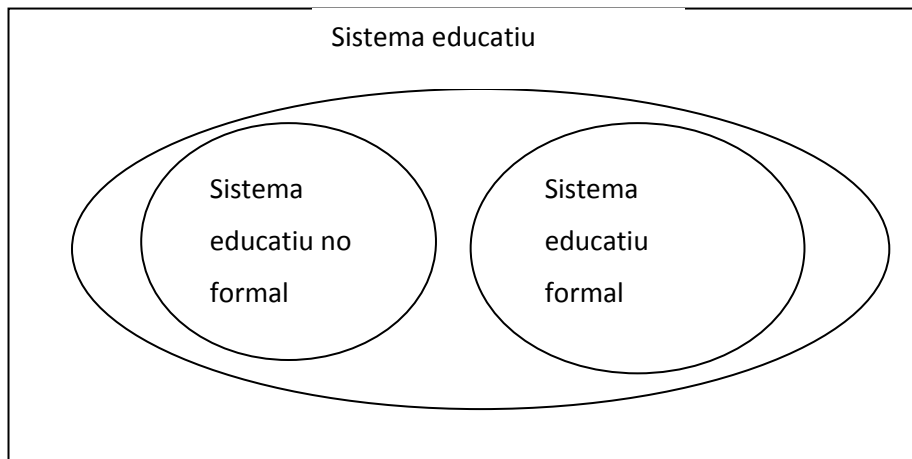 Sistema educatiu
Sistema
educatiu no
formal
Sistema
educatiu
formal